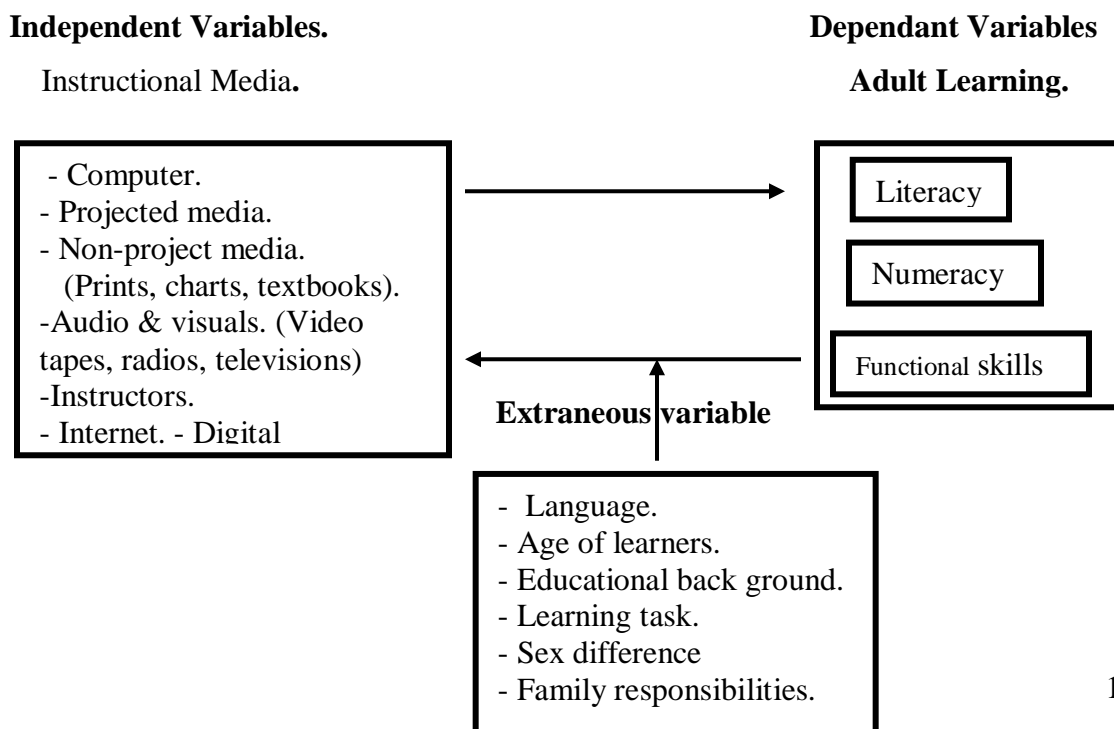 Independent Variables.
Dependant Variables
Instructional Media.
Adult Learning.
- Computer.
- Projected media.
- Non-project media.
(Prints, charts, textbooks).
-Audio & visuals. (Video
tapes, radios, televisions)
-Instructors.
- Internet. - Digital
Literacy
Numeracy
Functional skills
Extraneous variable
- Language.
- Age of learners.
- Educational back ground.
- Learning task.
- Sex difference
- Family responsibilities.
1